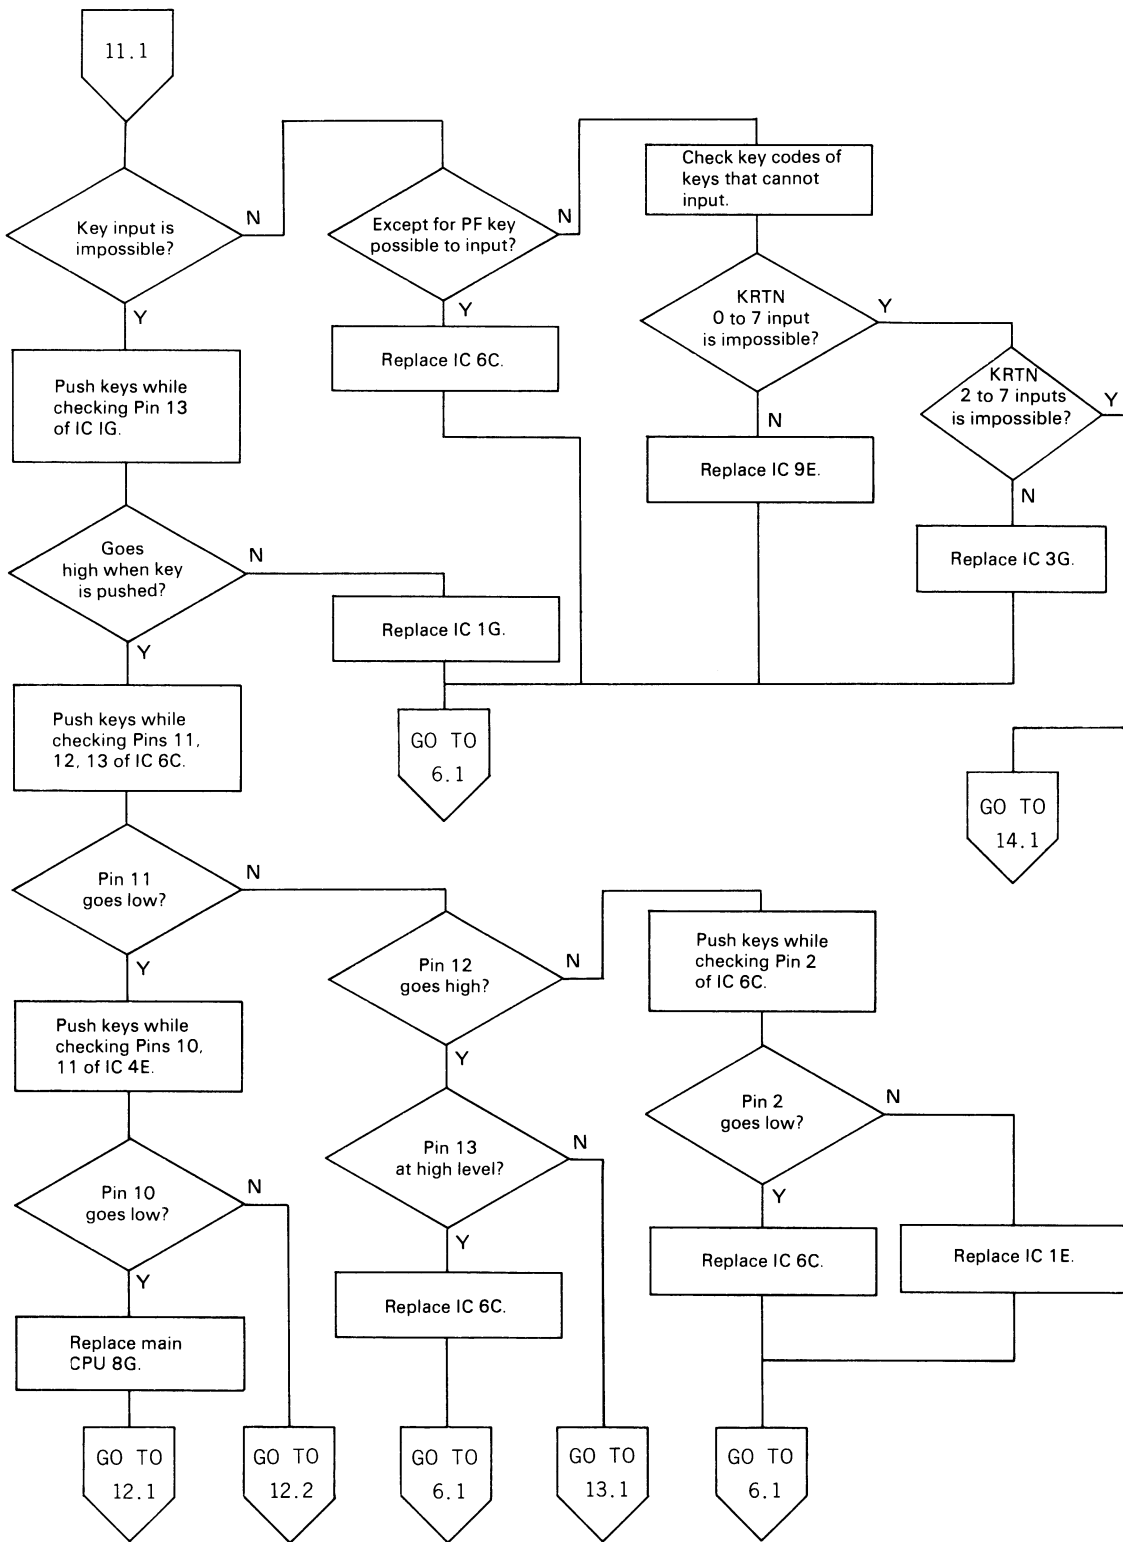 11.1
Key input is
impossible?
N
Y
Except for PF key
possible to input?
N
Y
Check key codes of
keys that cannot
input.
KRTN
0 to 7 input
is impossible?
Y
N
KRTN
2 to 7 inputs
is impossible?
Y
N
Replace IC 6C.
Replace IC 9E.
Replace IC 3G.
Push keys while
checking Pin 13
of IC IG.
Goes
high when key
is pushed?
N
Y
Replace IC 1G.
GO TO
6.1
GO TO
14.1
Push keys while
checking Pins 11,
12, 13 of IC 6C.
Pin 11
goes low?
N
Y
Pin 12
goes high?
N
Y
Push keys while
checking Pin 2
of IC 6C.
Push keys while
checking Pins 10,
11 of IC 4E.
Pin 13
at high level?
N
Y
Pin 2
goes low?
N
Y
Pin 10
goes low?
N
Y
Replace IC 6C.
Replace IC 6C.
Replace IC 1E.
Replace main
CPU 8G.
GO TO
12.1
GO TO
12.2
GO TO
6.1
GO TO
13.1
GO TO
6.1